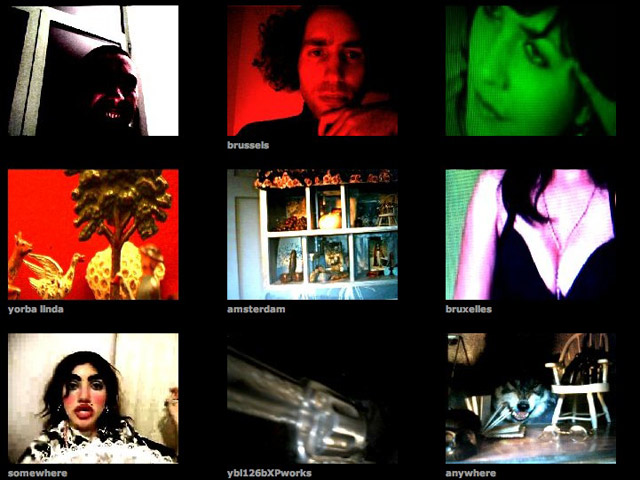 brussels
yorba linda
amsterdam
bruxelles
somewhere
ybl126bXPworks
anywhere